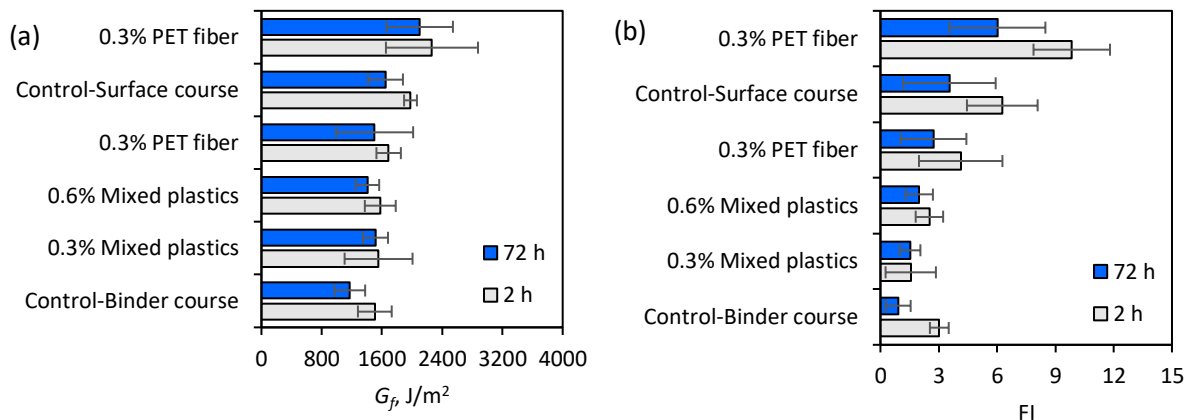 (a)
0.3% PET fiber
Control-Surface course
0.3% PET fiber
0.6% Mixed plastics
0.3% Mixed plastics
Control-Binder course
72 h
2 h
0 800 1600 2400 3200 4000
Gf, J/m²
(b)
0.3% PET fiber
Control-Surface course
0.3% PET fiber
0.6% Mixed plastics
0.3% Mixed plastics
Control-Binder course
72 h
2 h
0 3 6 9 12 15
FI